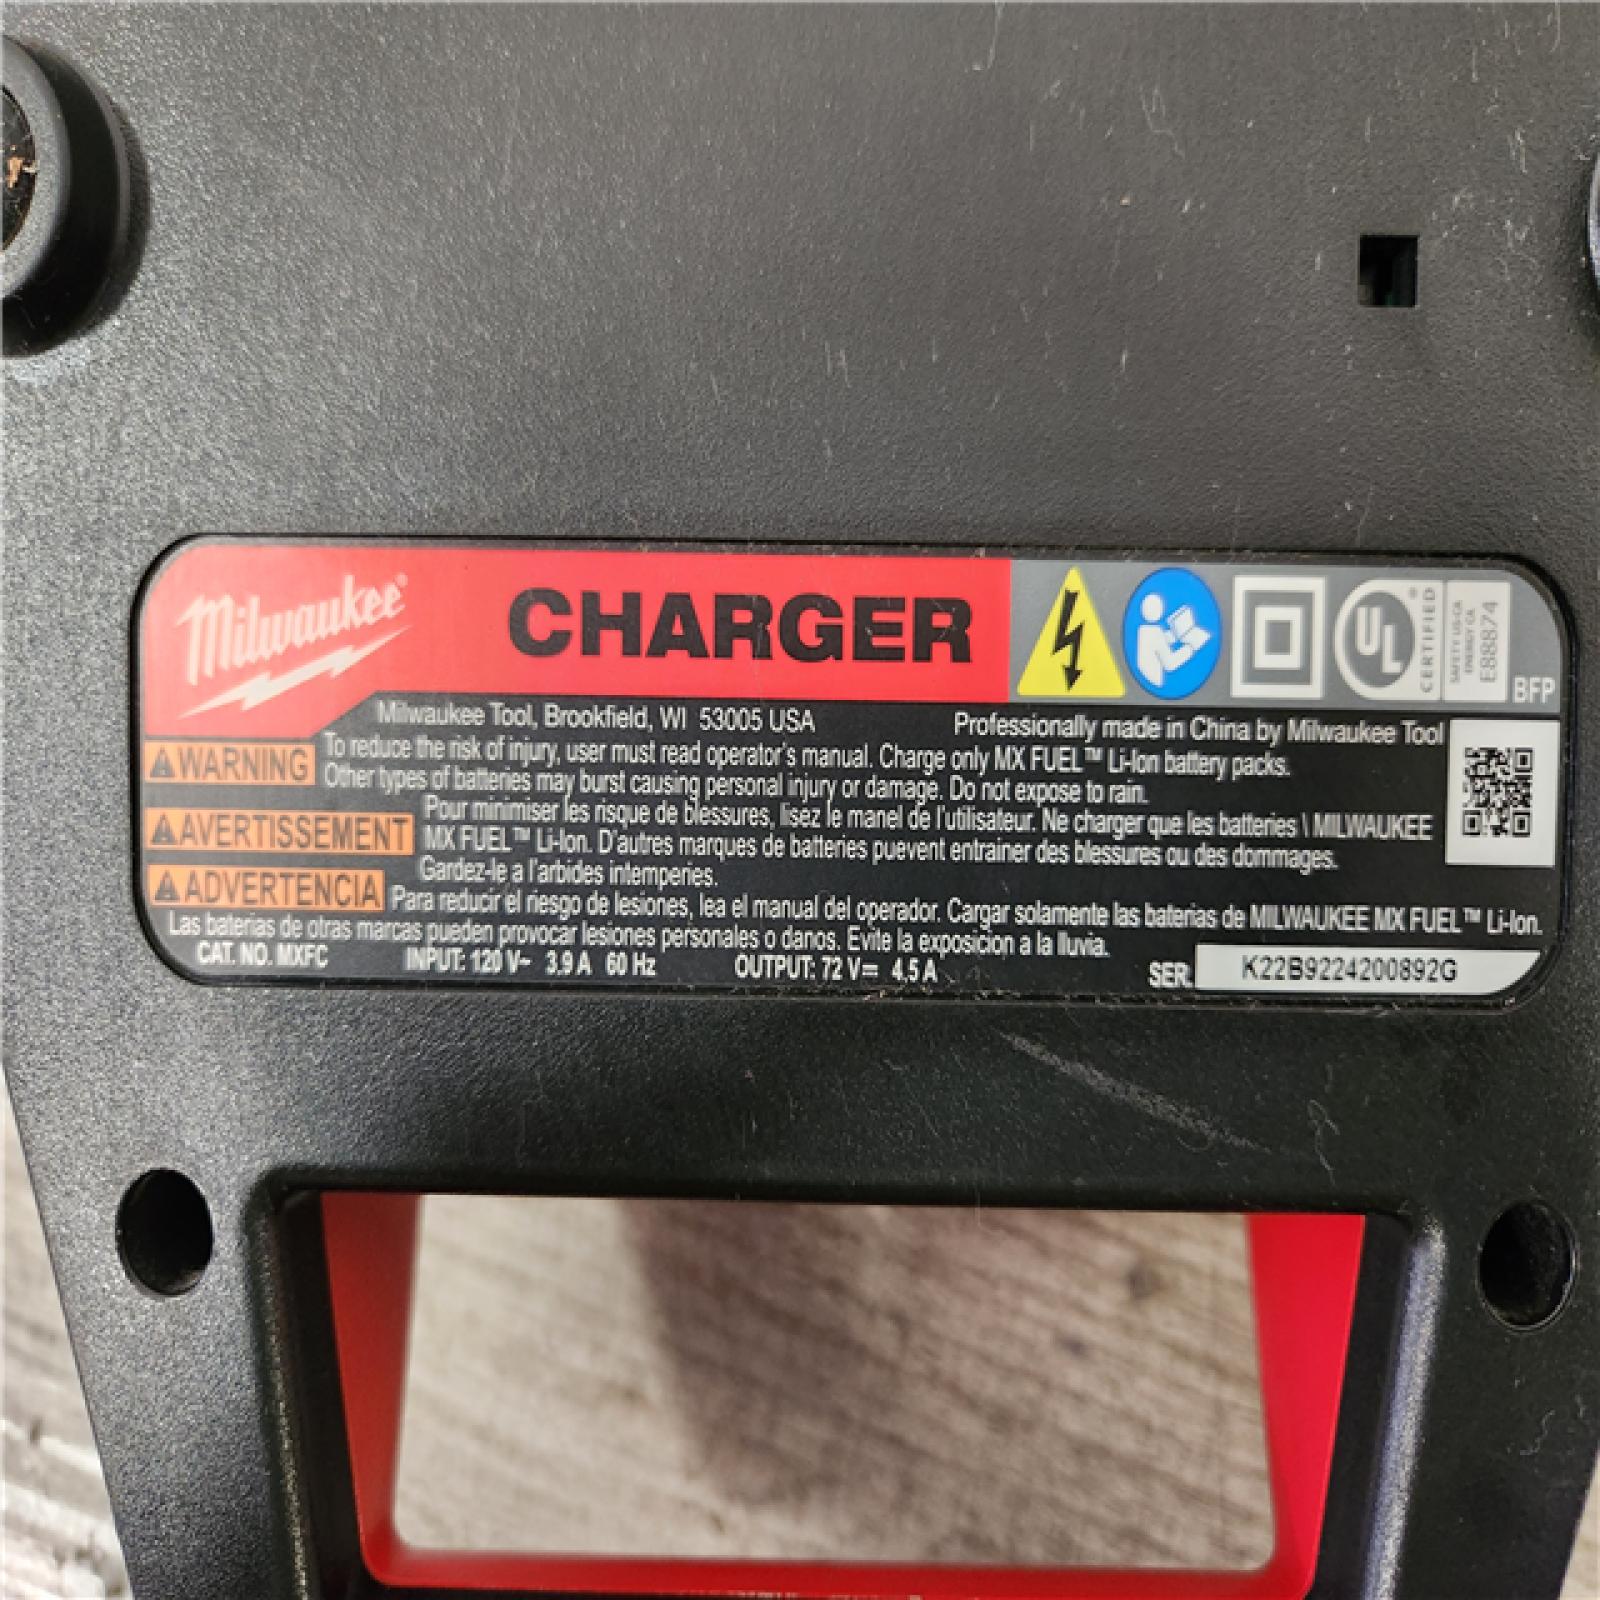 Milwaukee®
CHARGER
UL® CERTIFIED
SAFETY US-CA
ENERGY CA
E88874
BFP
Milwaukee Tool, Brookfield, WI 53005 USA
Professionally made in China by Milwaukee Tool
WARNING To reduce the risk of injury, user must read operator's manual. Charge only MX FUEL™ Li-Ion battery packs.
Other types of batteries may burst causing personal injury or damage. Do not expose to rain.
AVERTISSEMENT Pour minimiser les risque de blessures, lisez le manel de l'utilisateur. Ne charger que les batteries \ MILWAUKEE
MX FUEL™ Li-Ion. D'autres marques de batteries puevent entrainer des blessures ou des dommages.
Gardez-le a l'arbides intemperies.
ADVERTENCIA Para reducir el riesgo de lesiones, lea el manual del operador. Cargar solamente las baterias de MILWAUKEE MX FUEL™ Li-Ion.
Las baterias de otras marcas pueden provocar lesiones personales o danos. Evite la exposicion a la lluvia.
CAT. NO. MXFC INPUT: 120 V~ 3.9 A 60 Hz OUTPUT: 72 V⎓ 4.5 A
SER. K22B9224200892G